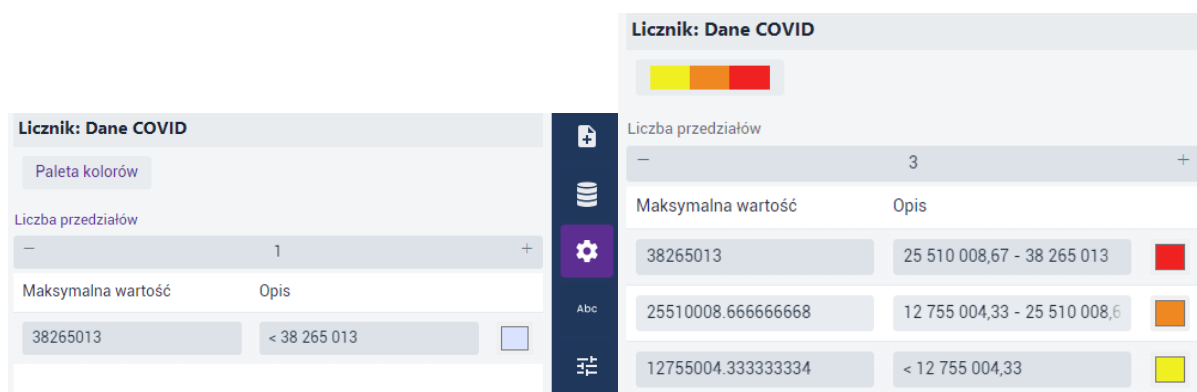 Licznik: Dane COVID
Paleta kolorów
Liczba przedziałów
− 1 +
Maksymalna wartość Opis
38265013 < 38 265 013
Abc
Licznik: Dane COVID
Liczba przedziałów
− 3 +
Maksymalna wartość Opis
38265013 25 510 008,67 - 38 265 013
25510008.666666668 12 755 004,33 - 25 510 008,6
12755004.333333334 < 12 755 004,33